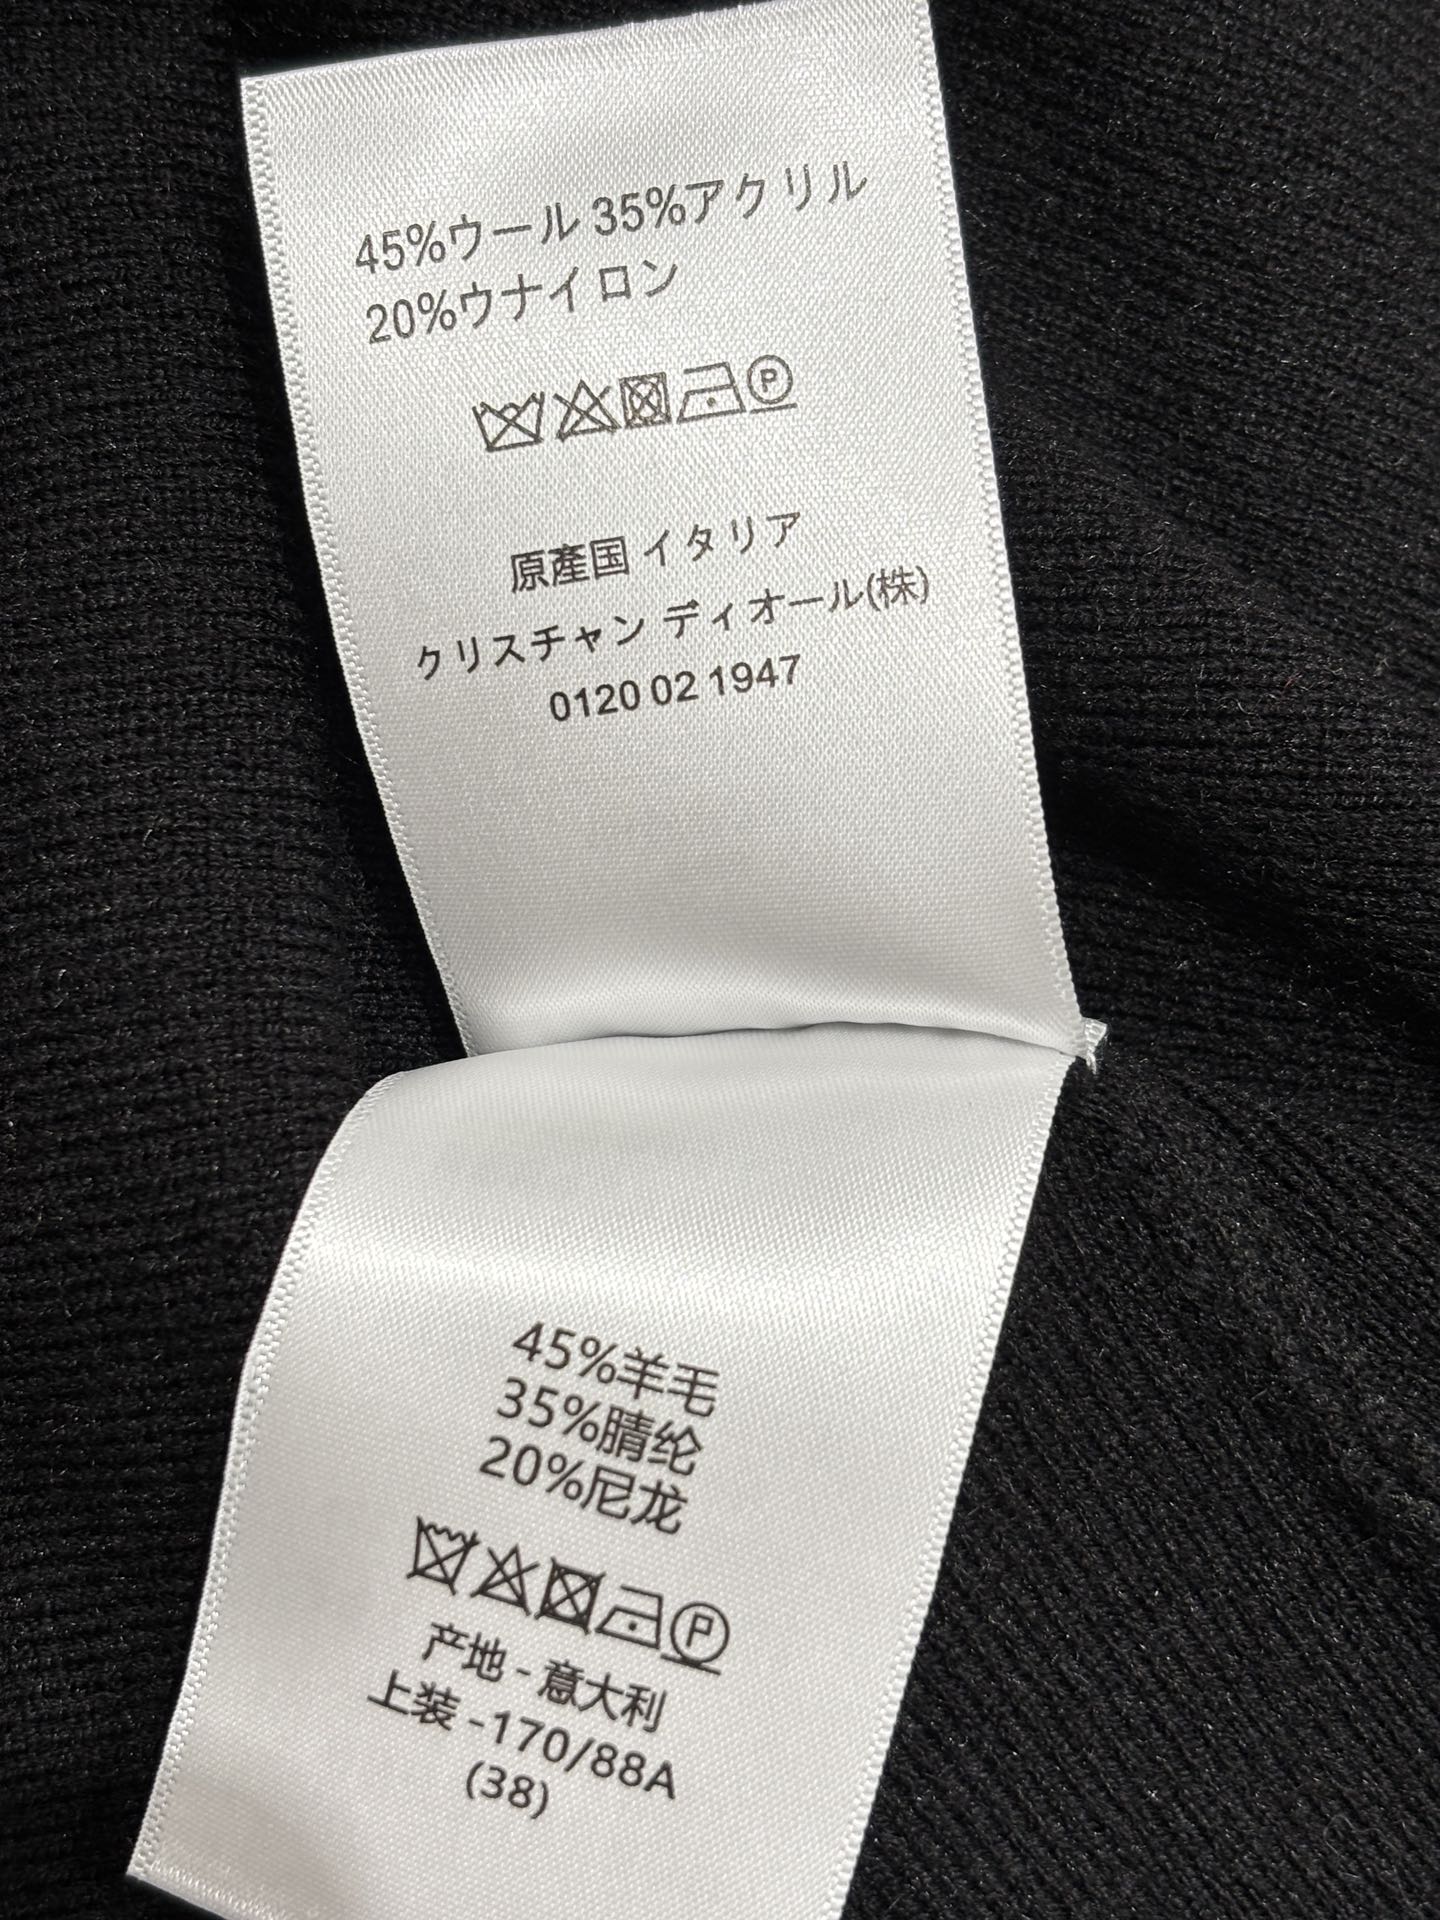 45%ウール 35%アクリル
20%ウナイロン
P
原產国 イタリア
クリスチャン ディオール(株)
0120 02 1947
45%羊毛
35%腈纶
20%尼龙
P
产地 - 意大利
上装 -170/88A
(38)